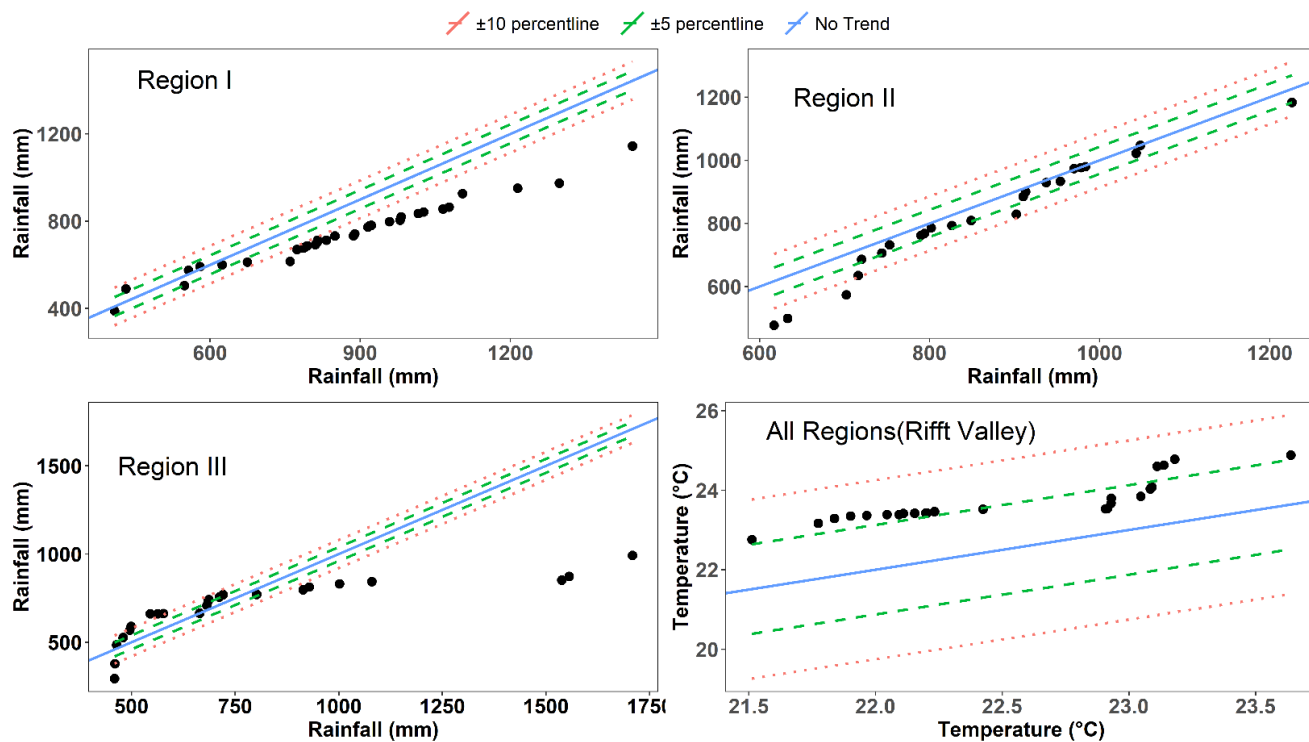 ±10 percentline ±5 percentline No Trend
Region I
Rainfall (mm)
1200
800
400
600 900 1200
Rainfall (mm)
Region II
Rainfall (mm)
1200
1000
800
600
600 800 1000 1200
Rainfall (mm)
Region III
Rainfall (mm)
1500
1000
500
500 750 1000 1250 1500 1750
Rainfall (mm)
All Regions(Rifft Valley)
Temperature (°C)
26
24
22
20
21.5 22.0 22.5 23.0 23.5
Temperature (°C)